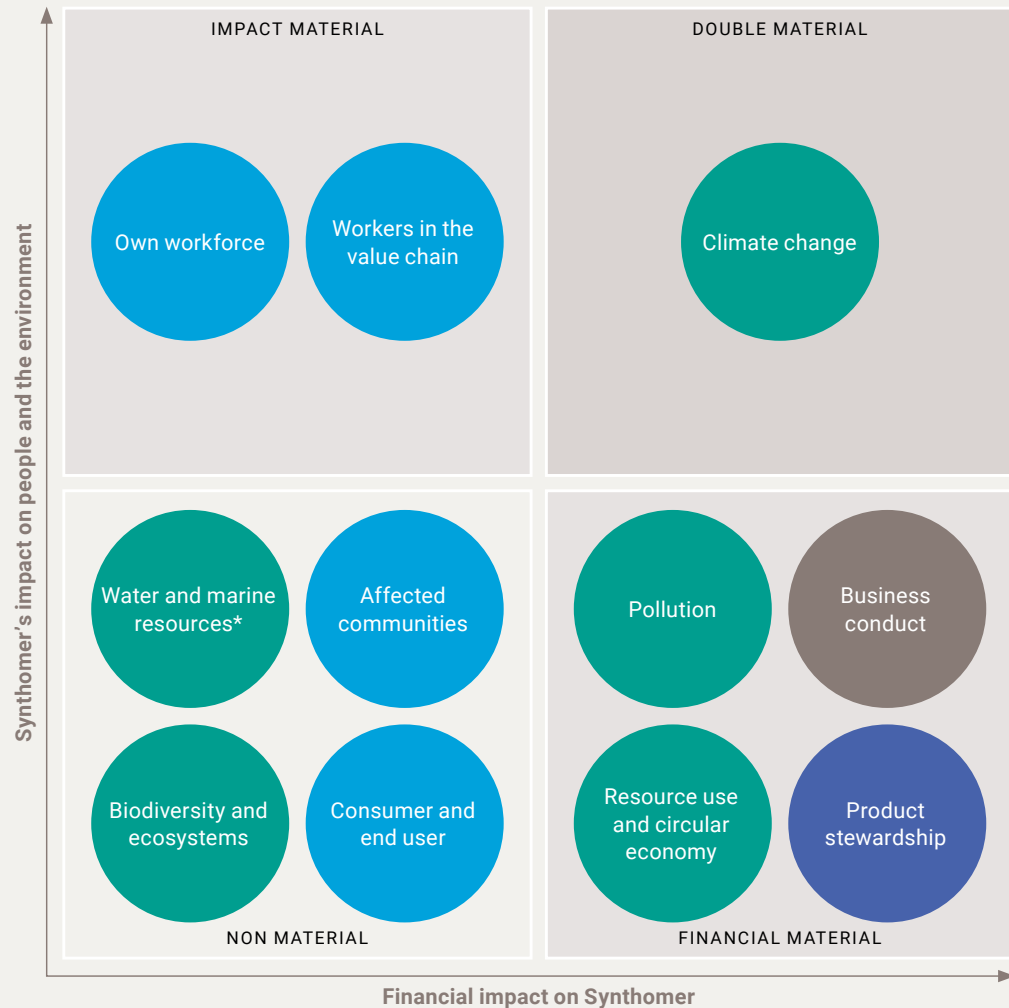 IMPACT MATERIAL
DOUBLE MATERIAL
Own workforce
Workers in the
value chain
Climate change
Synthomer's impact on people and the environment
Water and marine
resources*
Affected
communities
Pollution
Business
conduct
Biodiversity and
ecosystems
Consumer and
end user
Resource use
and circular
economy
Product
stewardship
NON MATERIAL
FINANCIAL MATERIAL
Financial impact on Synthomer